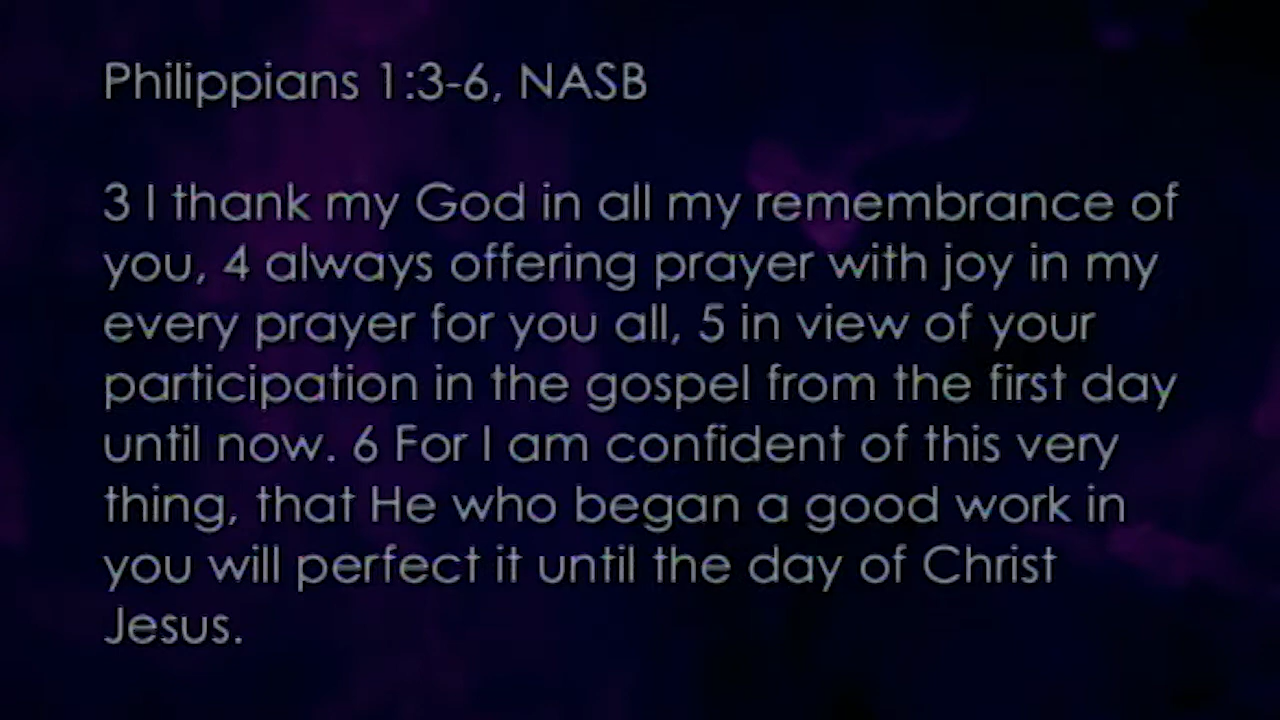 Philippians 1:3-6, NASB
3 I thank my God in all my remembrance of
you, 4 always offering prayer with joy in my
every prayer for you all, 5 in view of your
participation in the gospel from the first day
until now. 6 For I am confident of this very
thing, that He who began a good work in
you will perfect it until the day of Christ
Jesus.